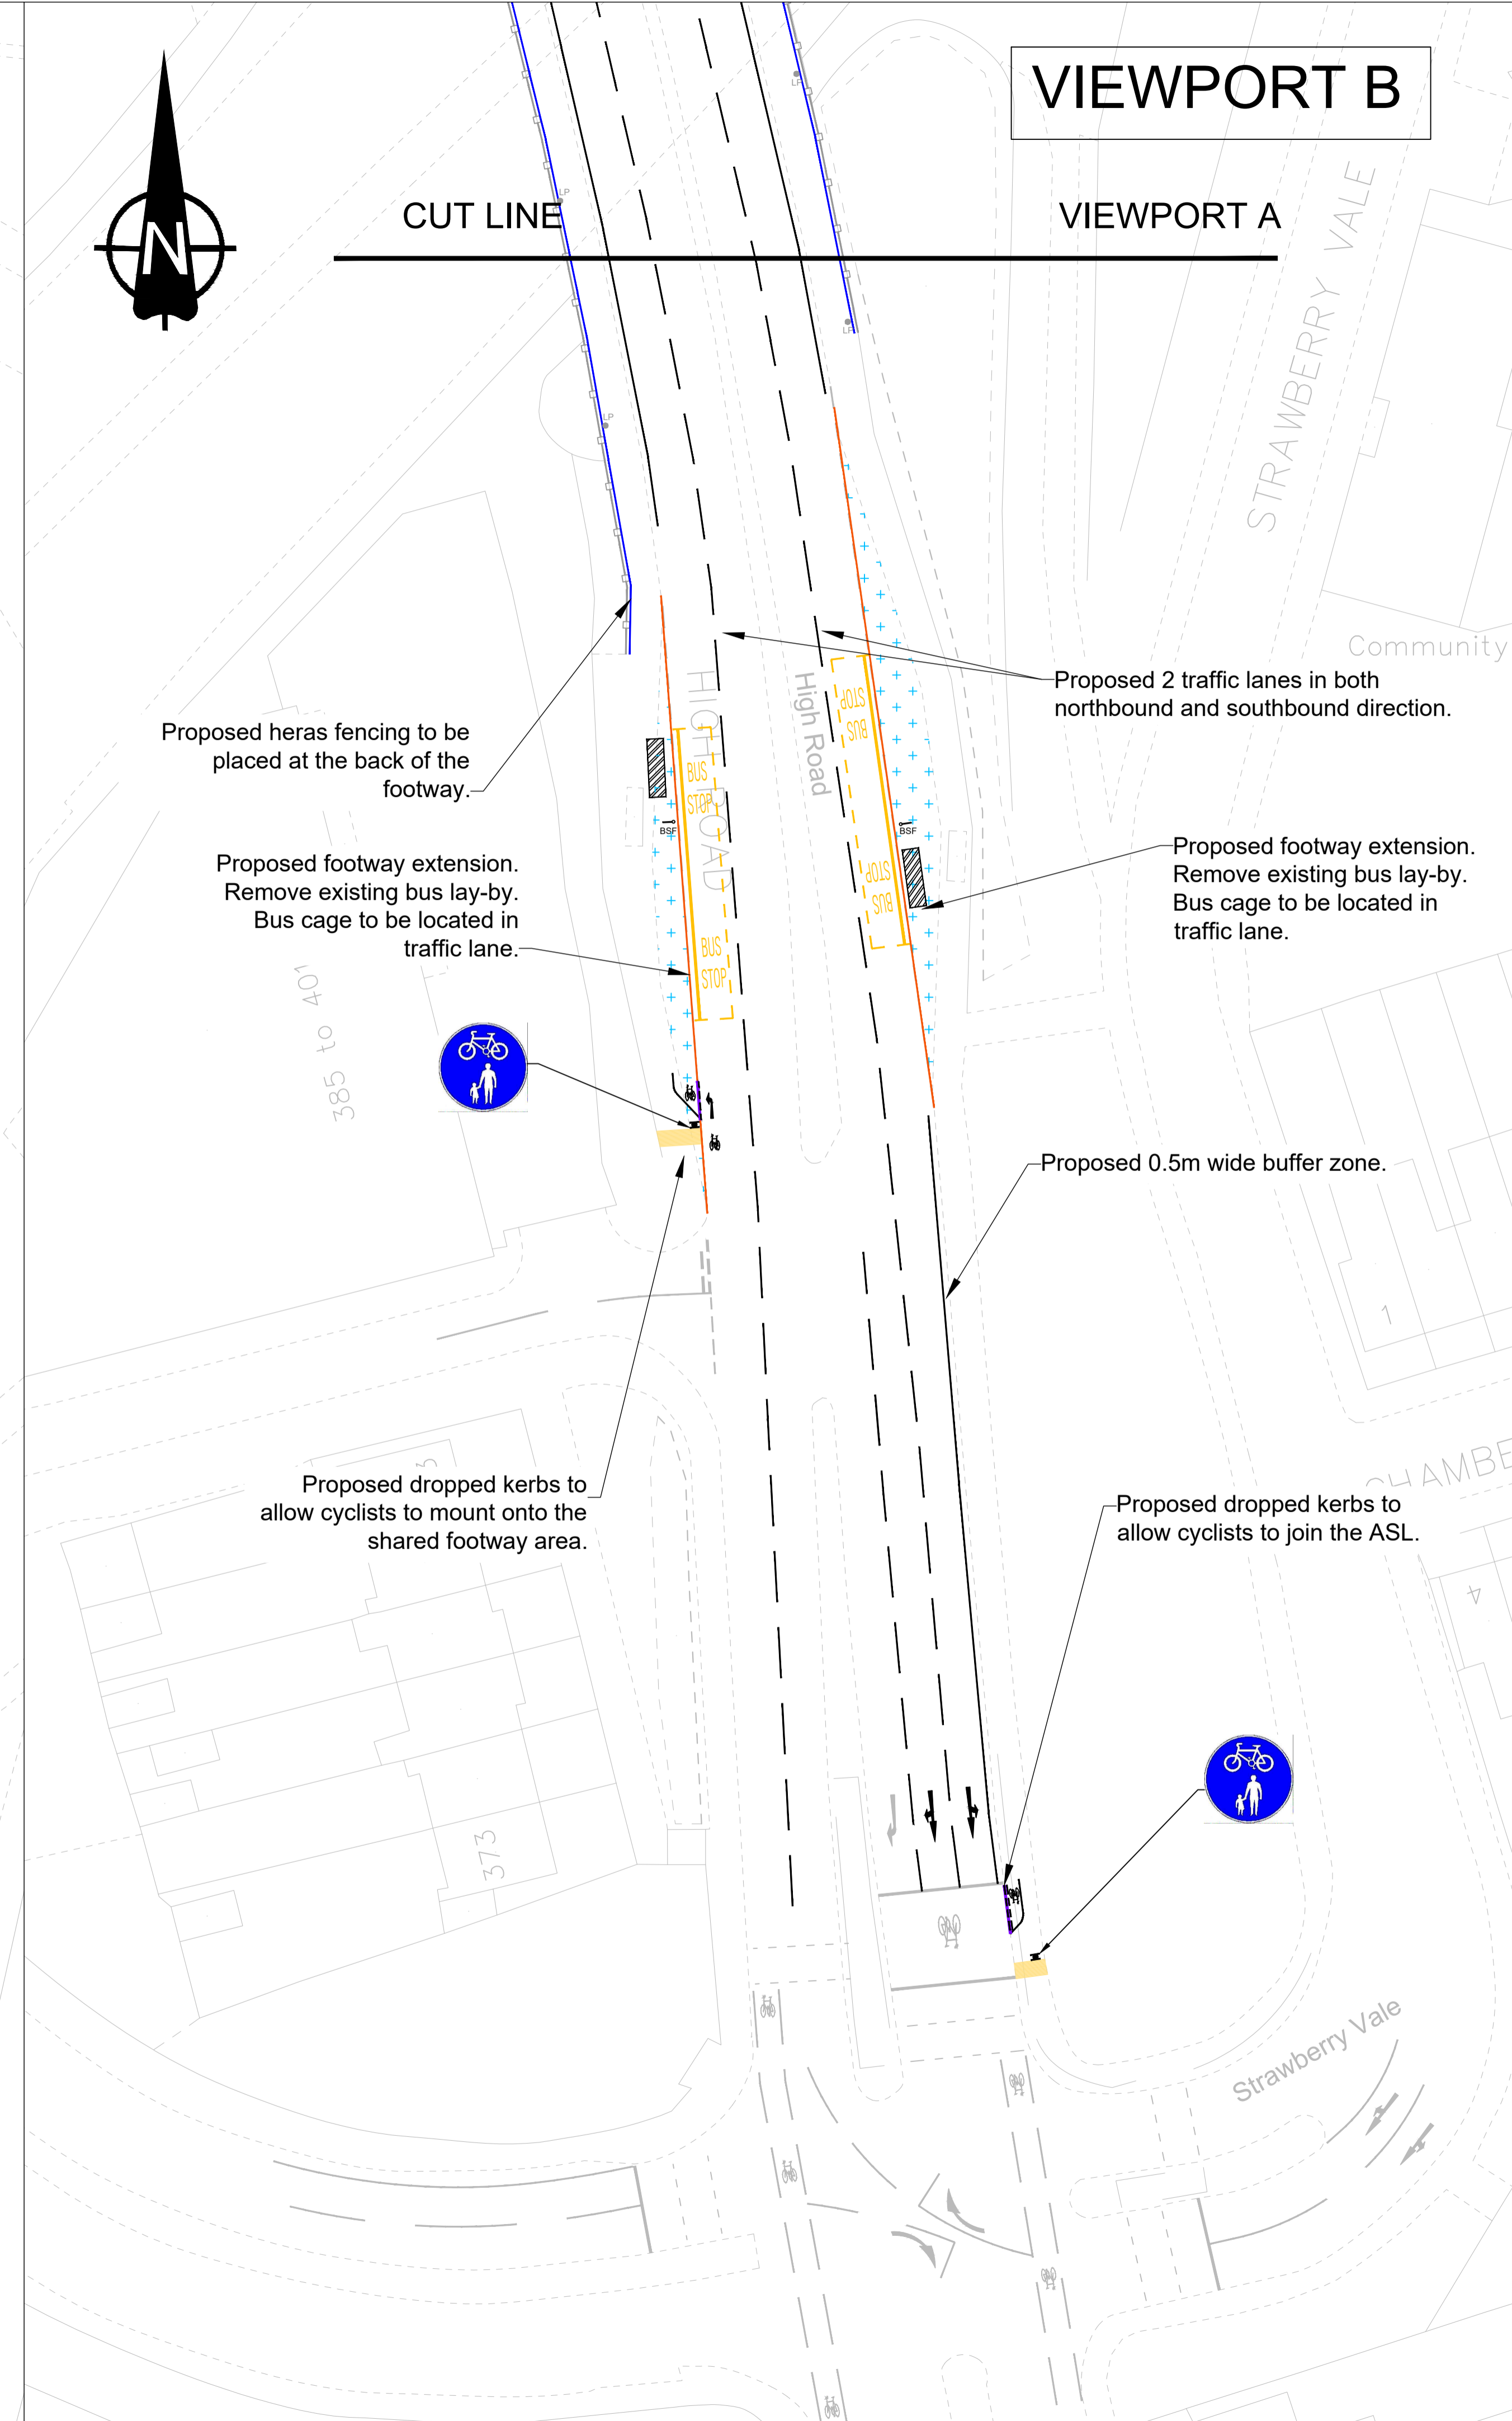 VIEWPORT B
LP
LP
N
CUT LINE
VIEWPORT A
STRAWBERRY VALE
LP
LP
Community
Proposed 2 traffic lanes in both
northbound and southbound direction.
HIGH ROAD
High Road
BUS
STOP
BUS
STOP
Proposed heras fencing to be
placed at the back of the
footway.
BSF
BSF
Proposed footway extension.
Remove existing bus lay-by.
Bus cage to be located in
traffic lane.
Proposed footway extension.
Remove existing bus lay-by.
Bus cage to be located in
traffic lane.
BUS
STOP
BUS
STOP
385 to 401
Proposed 0.5m wide buffer zone.
1
Proposed dropped kerbs to
allow cyclists to mount onto the
shared footway area.
CHAMBE
Proposed dropped kerbs to
allow cyclists to join the ASL.
4
373
Strawberry Vale